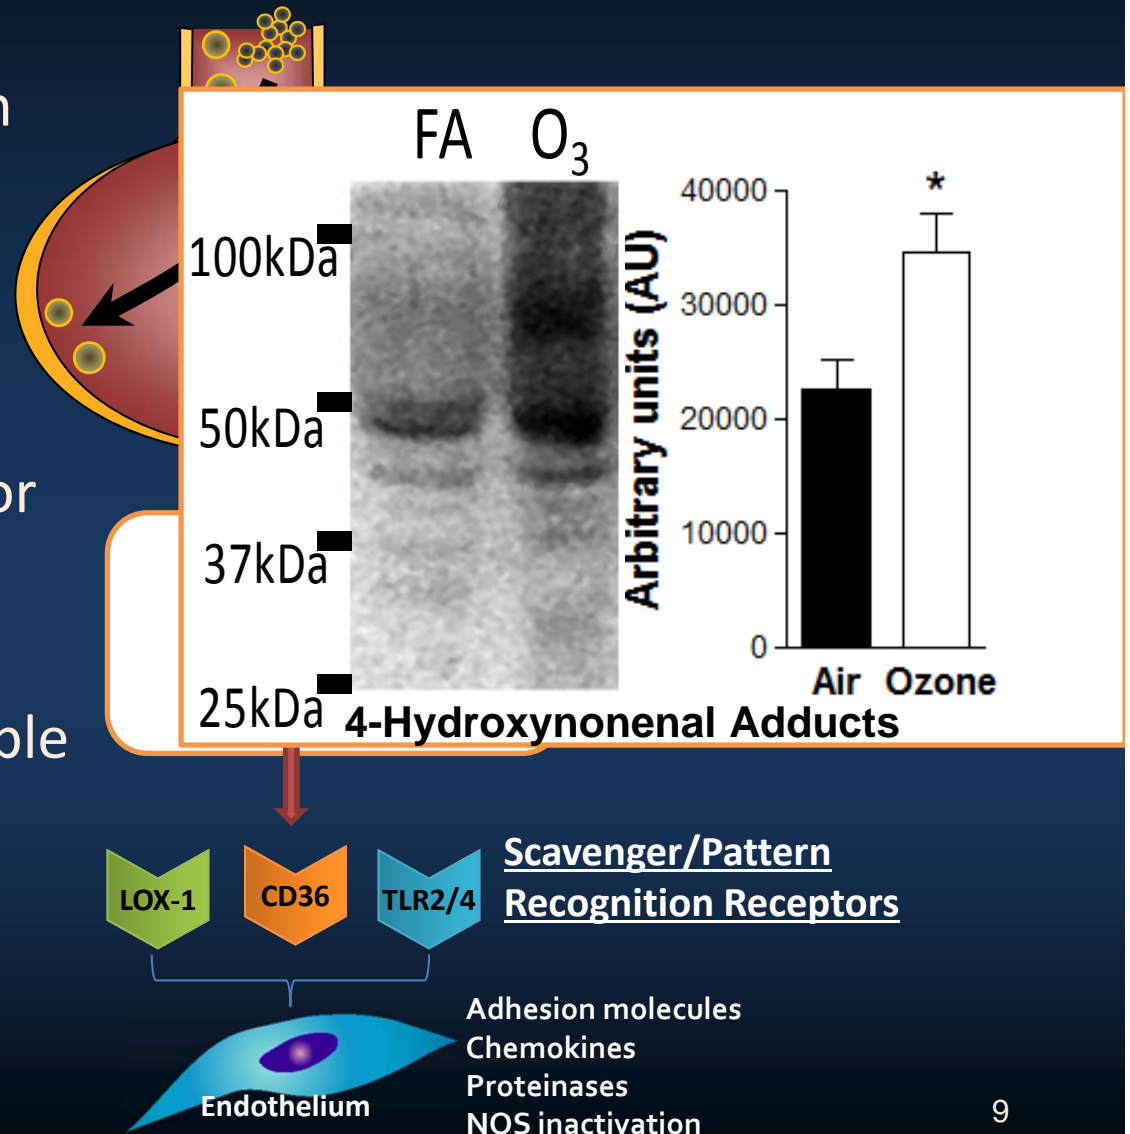 FA O3
40000
*
100kDa
30000
Arbitrary units (AU)
50kDa
20000
or
10000
37kDa
0
Air Ozone
25kDa
4-Hydroxynonenal Adducts
LOX-1
CD36
TLR2/4
Scavenger/Pattern
Recognition Receptors
Endothelium
Adhesion molecules
Chemokines
Proteinases
NOS inactivation
9